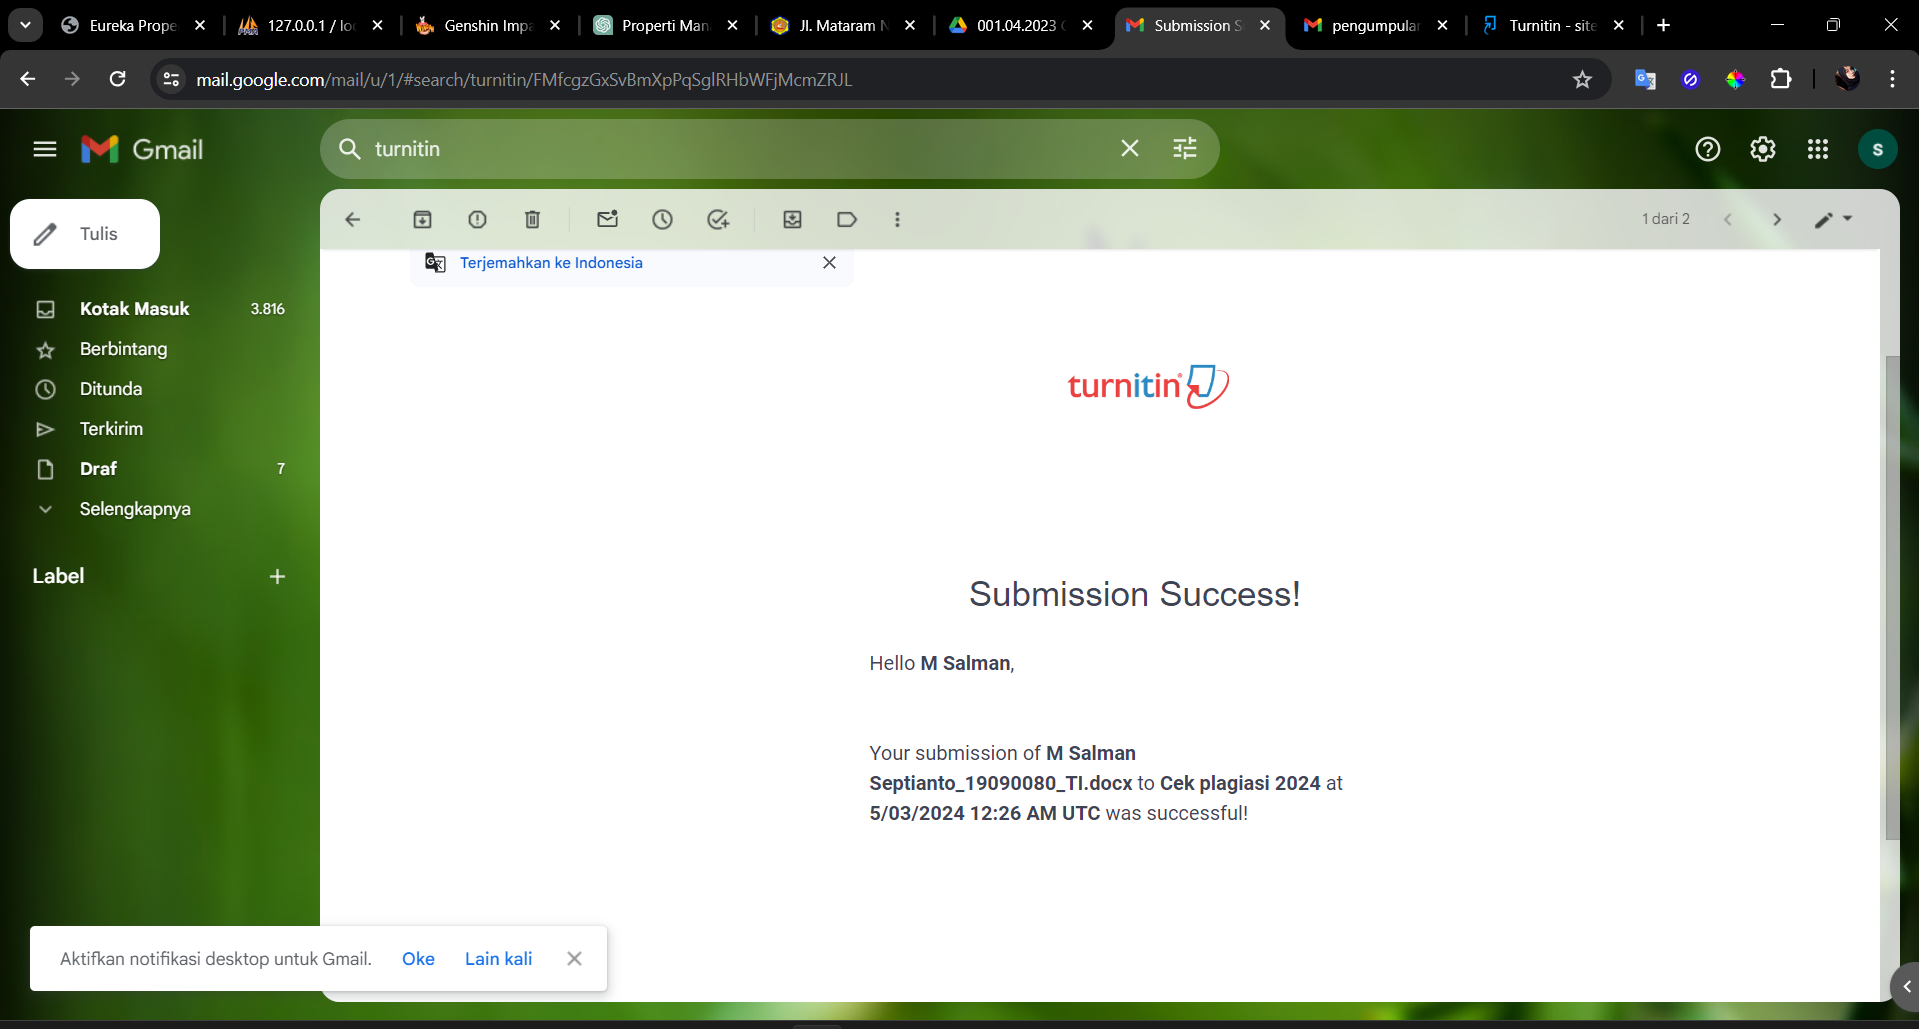 Eureka Prope
127.0.0.1 / loc
Genshin Impa
Properti Man
Jl. Mataram N
001.04.2023
Submission S
pengumpulan
Turnitin - site
mail.google.com/mail/u/1/#search/turnitin/FMfcgzGxSvBmXpPqSglRHbWFjMcmZRJL
Gmail
turnitin
s
Tulis
1 dari 2
Terjemahkan ke Indonesia
Kotak Masuk 3.816
Berbintang
Ditunda
Terkirim
Draf 7
Selengkapnya
Label
turnitin
Submission Success!
Hello M Salman,
Your submission of M Salman
Septianto_19090080_TI.docx to Cek plagiasi 2024 at
5/03/2024 12:26 AM UTC was successful!
Aktifkan notifikasi desktop untuk Gmail. Oke Lain kali